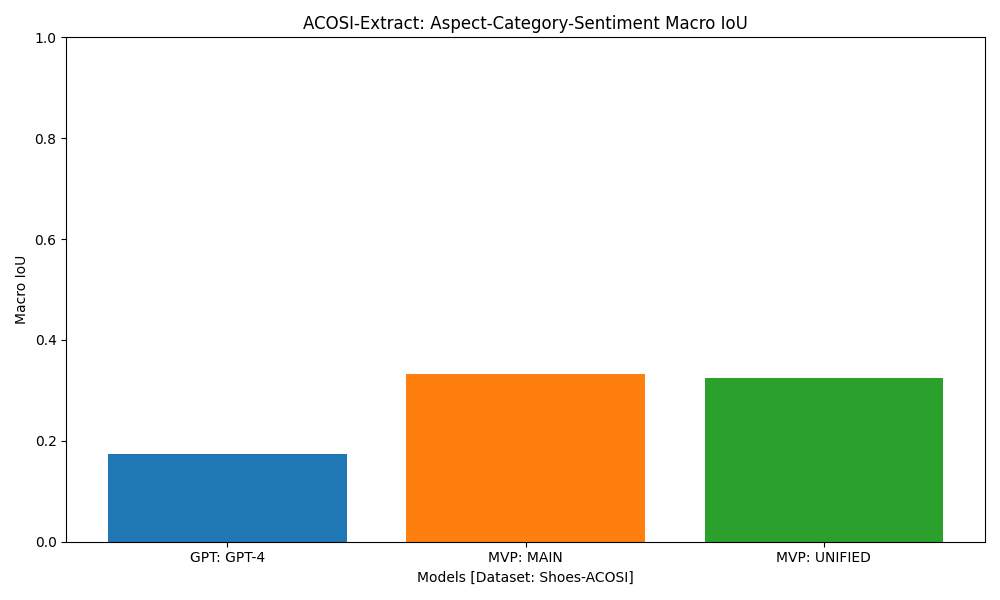 ACOSI-Extract: Aspect-Category-Sentiment Macro IoU
1.0
0.8
0.6
0.4
0.2
0.0
Macro IoU
GPT: GPT-4
MVP: MAIN
MVP: UNIFIED
Models [Dataset: Shoes-ACOSI]